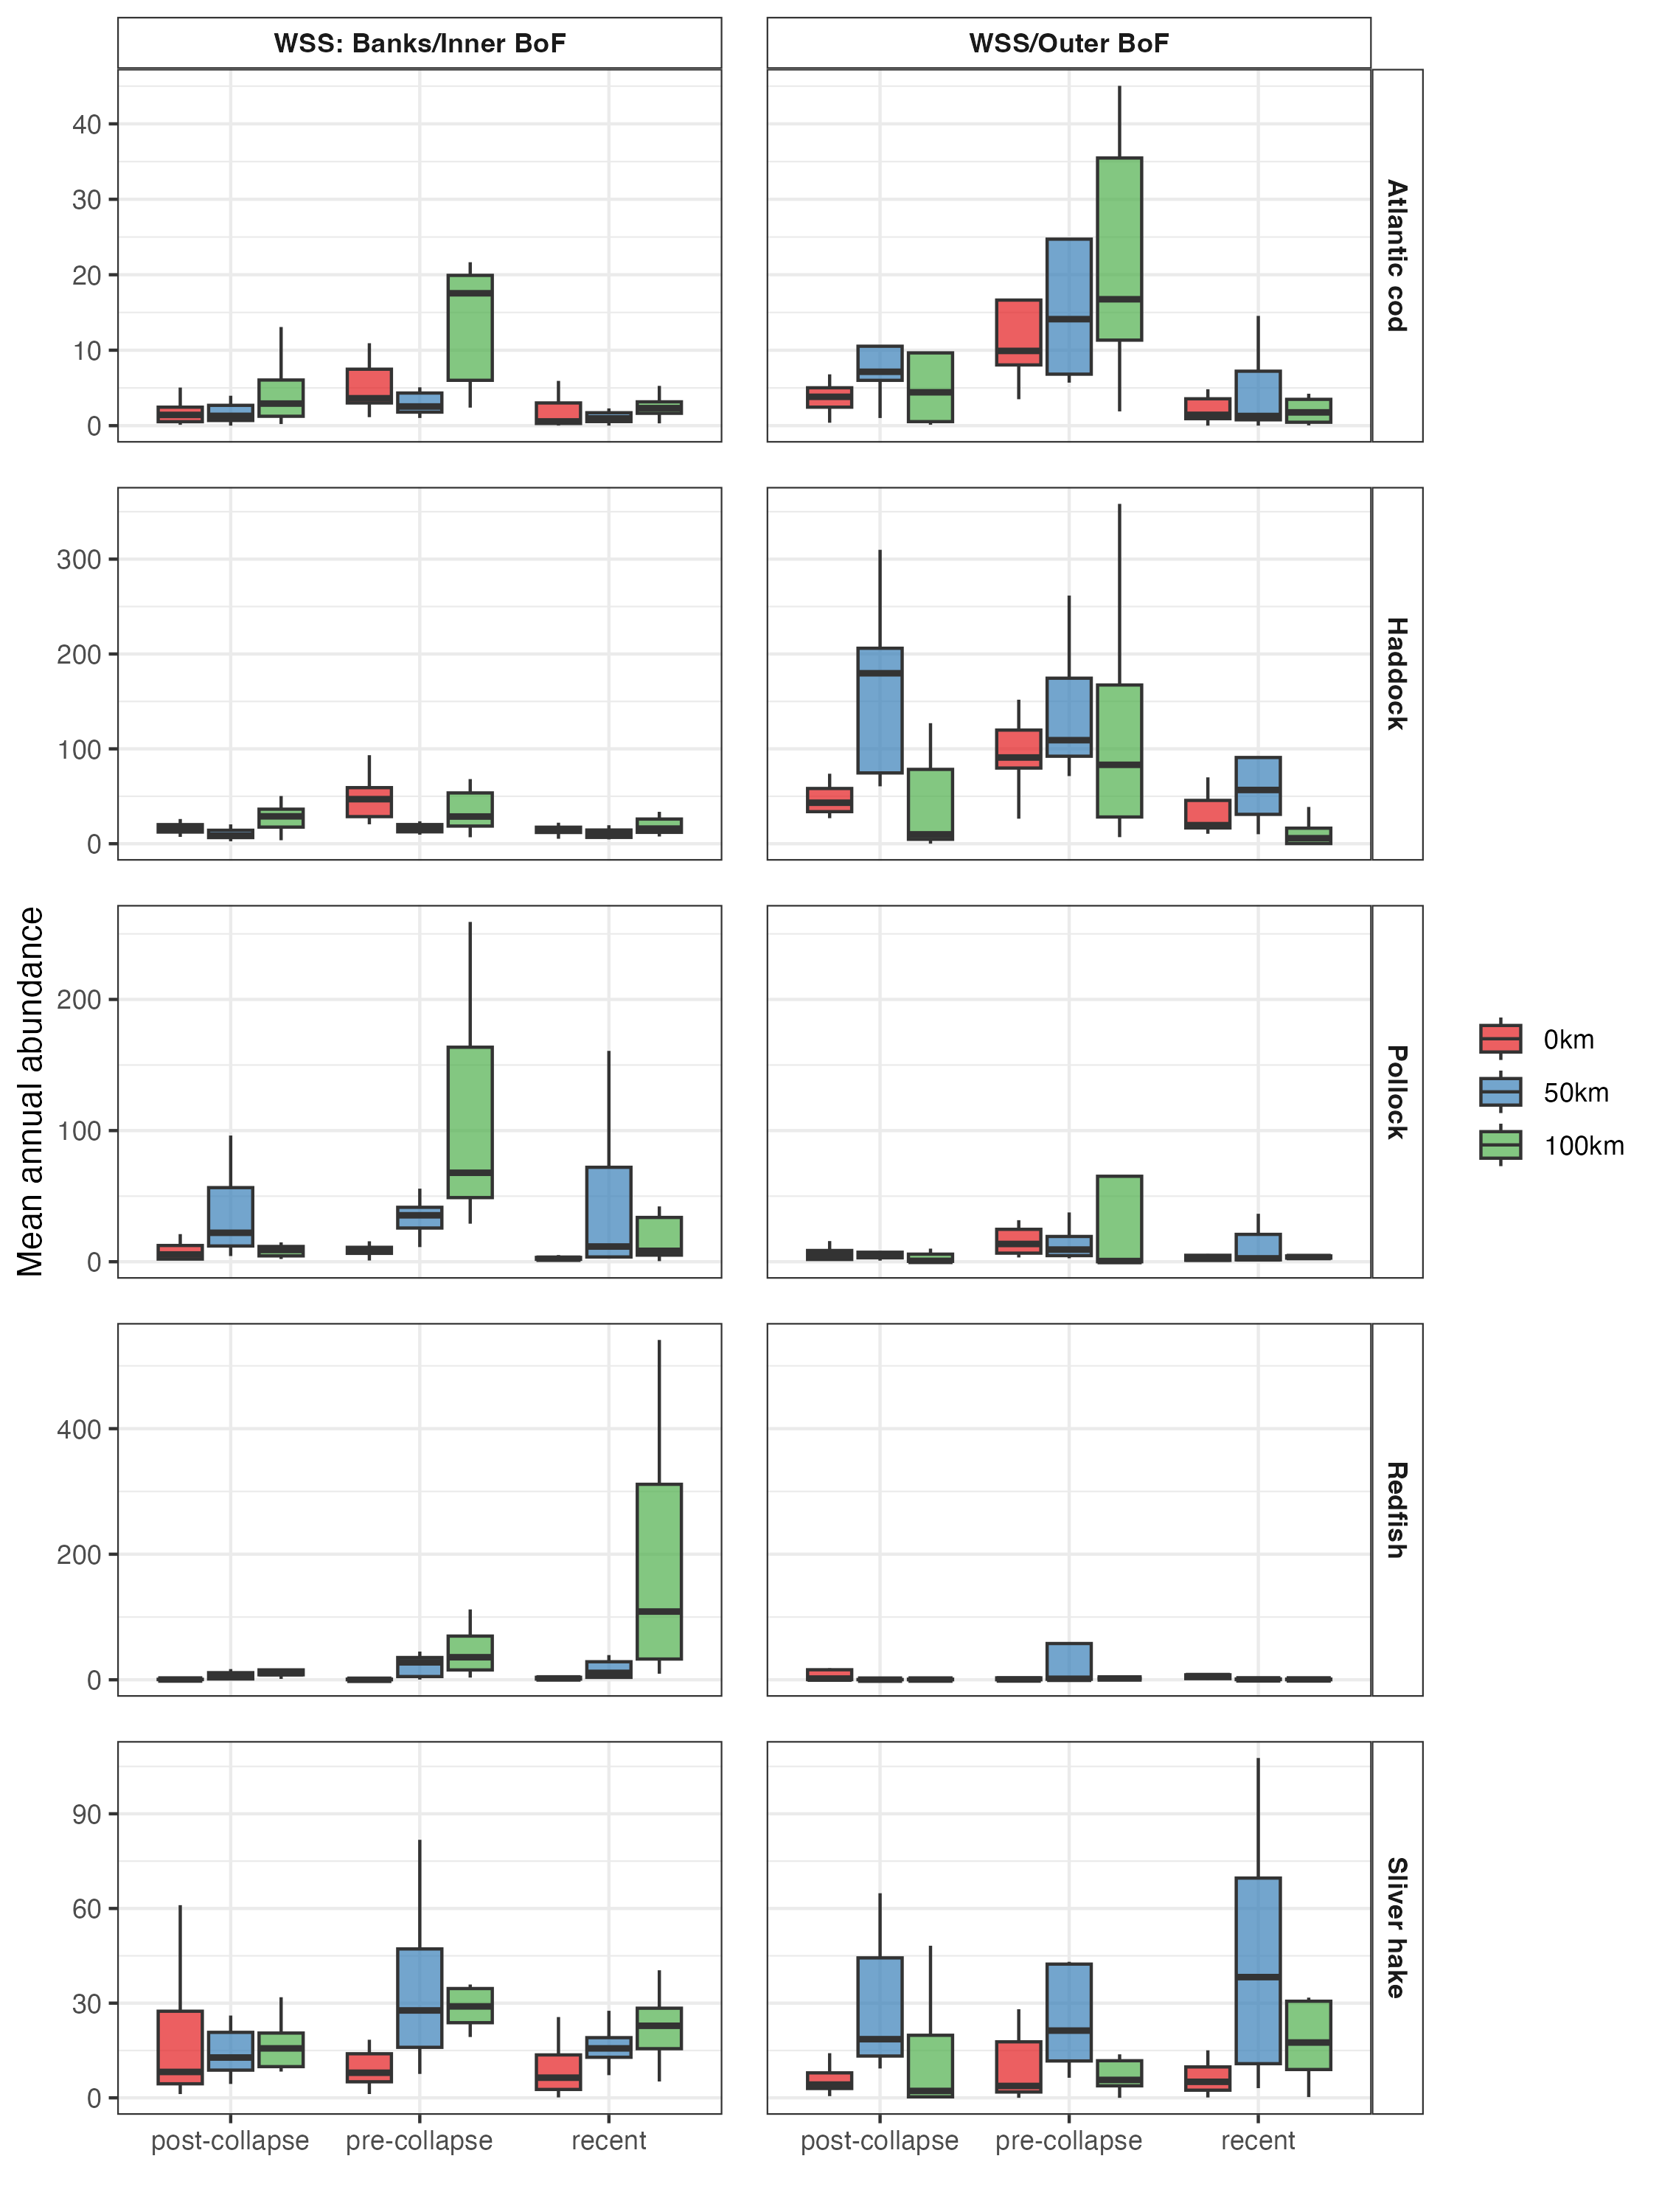 WSS: Banks/Inner BoF
WSS/Outer BoF
40
30
20
10
0
Atlantic cod
300
200
100
0
Haddock
Mean annual abundance
200
100
0
Pollock
0km
50km
100km
400
200
0
Redfish
90
60
30
0
Sliver hake
post-collapse
pre-collapse
recent
post-collapse
pre-collapse
recent